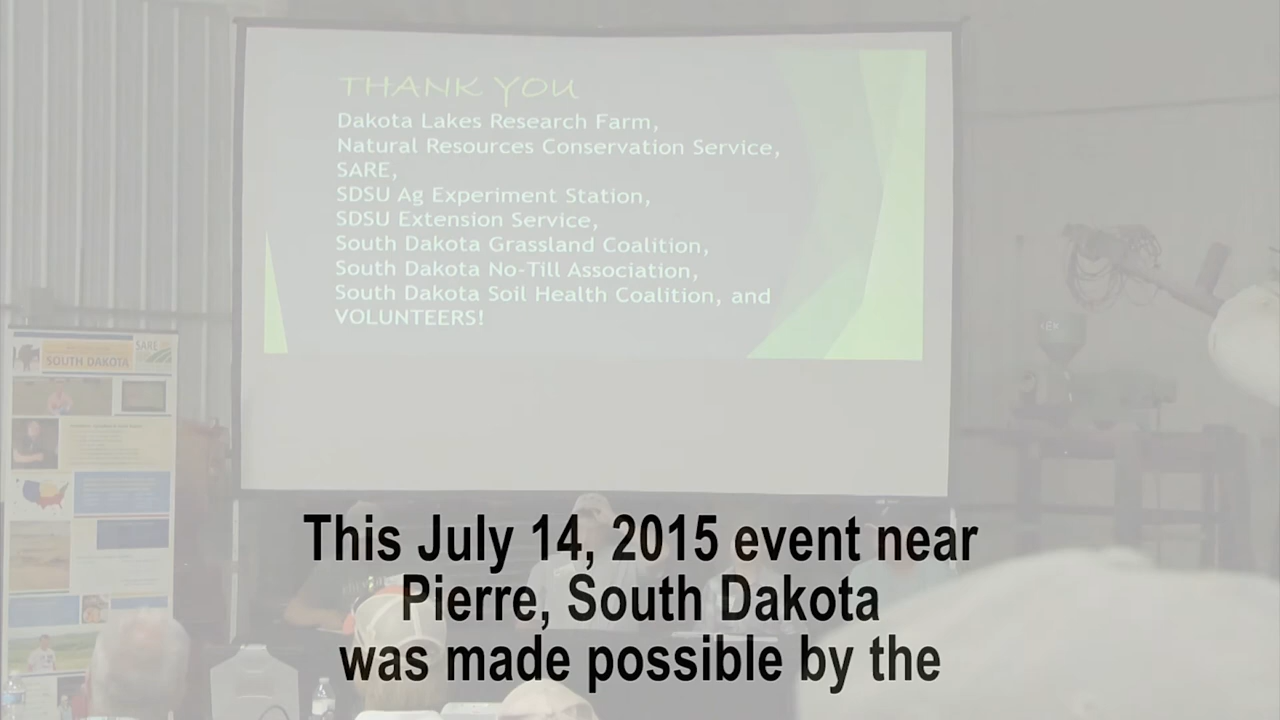 THANK YOU
Dakota Lakes Research Farm,
Natural Resources Conservation Service,
SARE,
SDSU Ag Experiment Station,
SDSU Extension Service,
South Dakota Grassland Coalition,
South Dakota No-Till Association,
South Dakota Soil Health Coalition, and
VOLUNTEERS!
SARE
SOUTH DAKOTA
This July 14, 2015 event near
Pierre, South Dakota
was made possible by the